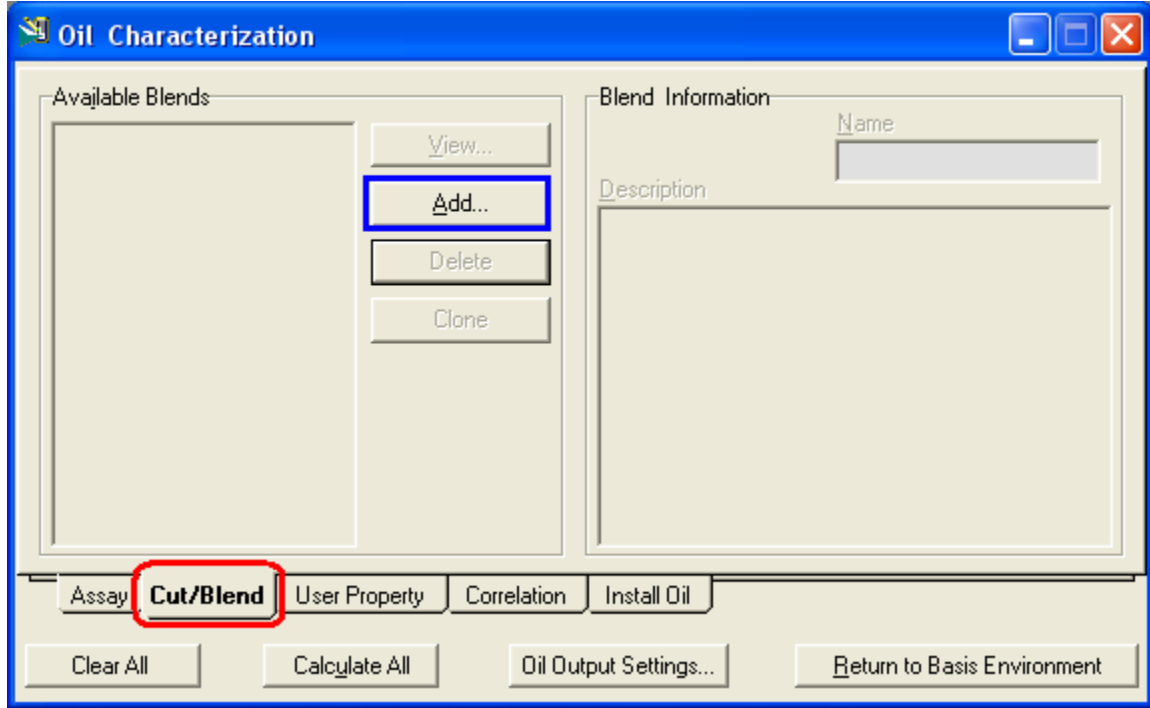 Oil Characterization
Available Blends
View...
Add...
Delete
Clone
Blend Information
Name
Description
Assay
Cut/Blend
User Property
Correlation
Install Oil
Clear All
Calculate All
Oil Output Settings...
Return to Basis Environment